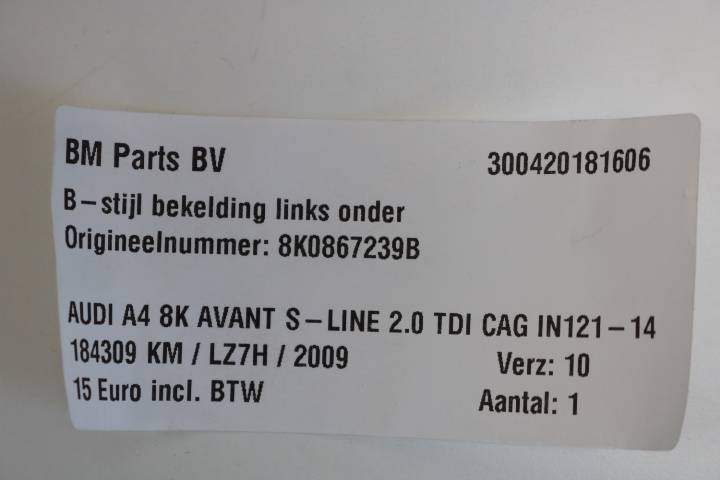 BM Parts BV 300420181606
B-stijl bekelding links onder
Origineelnummer: 8K0867239B
AUDI A4 8K AVANT S-LINE 2.0 TDI CAG IN121-14
184309 KM / LZ7H / 2009 Verz: 10
15 Euro incl. BTW Aantal: 1